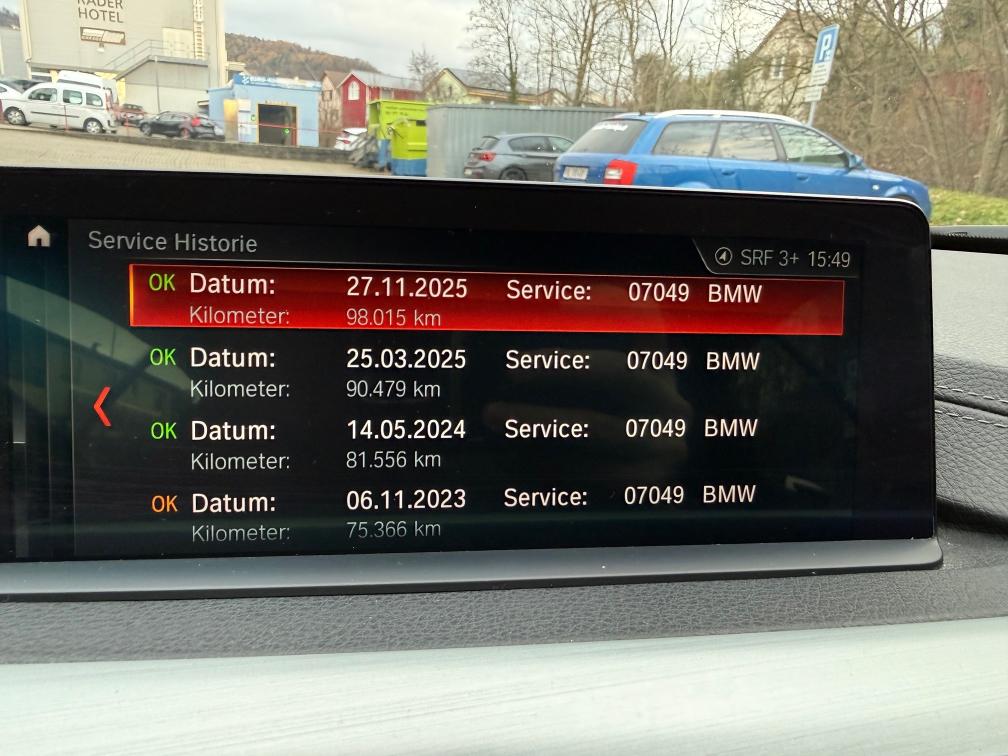 RÄDER
HOTEL
P
Service Historie
SRF 3+ 15:49
OK Datum: 27.11.2025 Service: 07049 BMW
Kilometer: 98.015 km
OK Datum: 25.03.2025 Service: 07049 BMW
Kilometer: 90.479 km
OK Datum: 14.05.2024 Service: 07049 BMW
Kilometer: 81.556 km
OK Datum: 06.11.2023 Service: 07049 BMW
Kilometer: 75.366 km